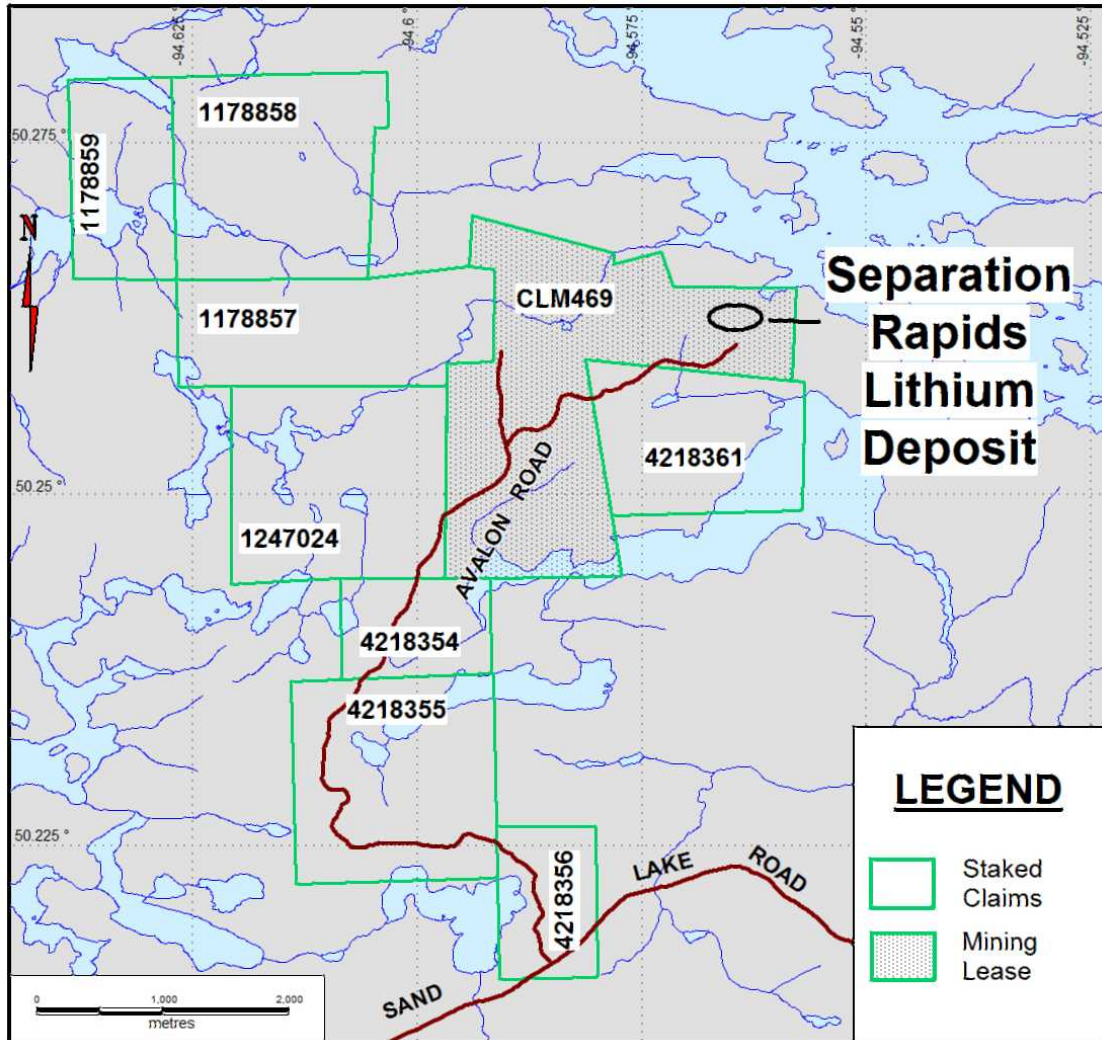 -94.625
-94.6
-94.575
-94.55
-94.525
1178858
50.275 °
1178859
N
CLM469
Separation
Rapids
Lithium
Deposit
1178857
4218361
50.25 °
AVALON ROAD
1247024
4218354
4218355
LEGEND
50.225 °
4218356
LAKE
ROAD
Staked
Claims
Mining
Lease
SAND
0
1,000
2,000
metres